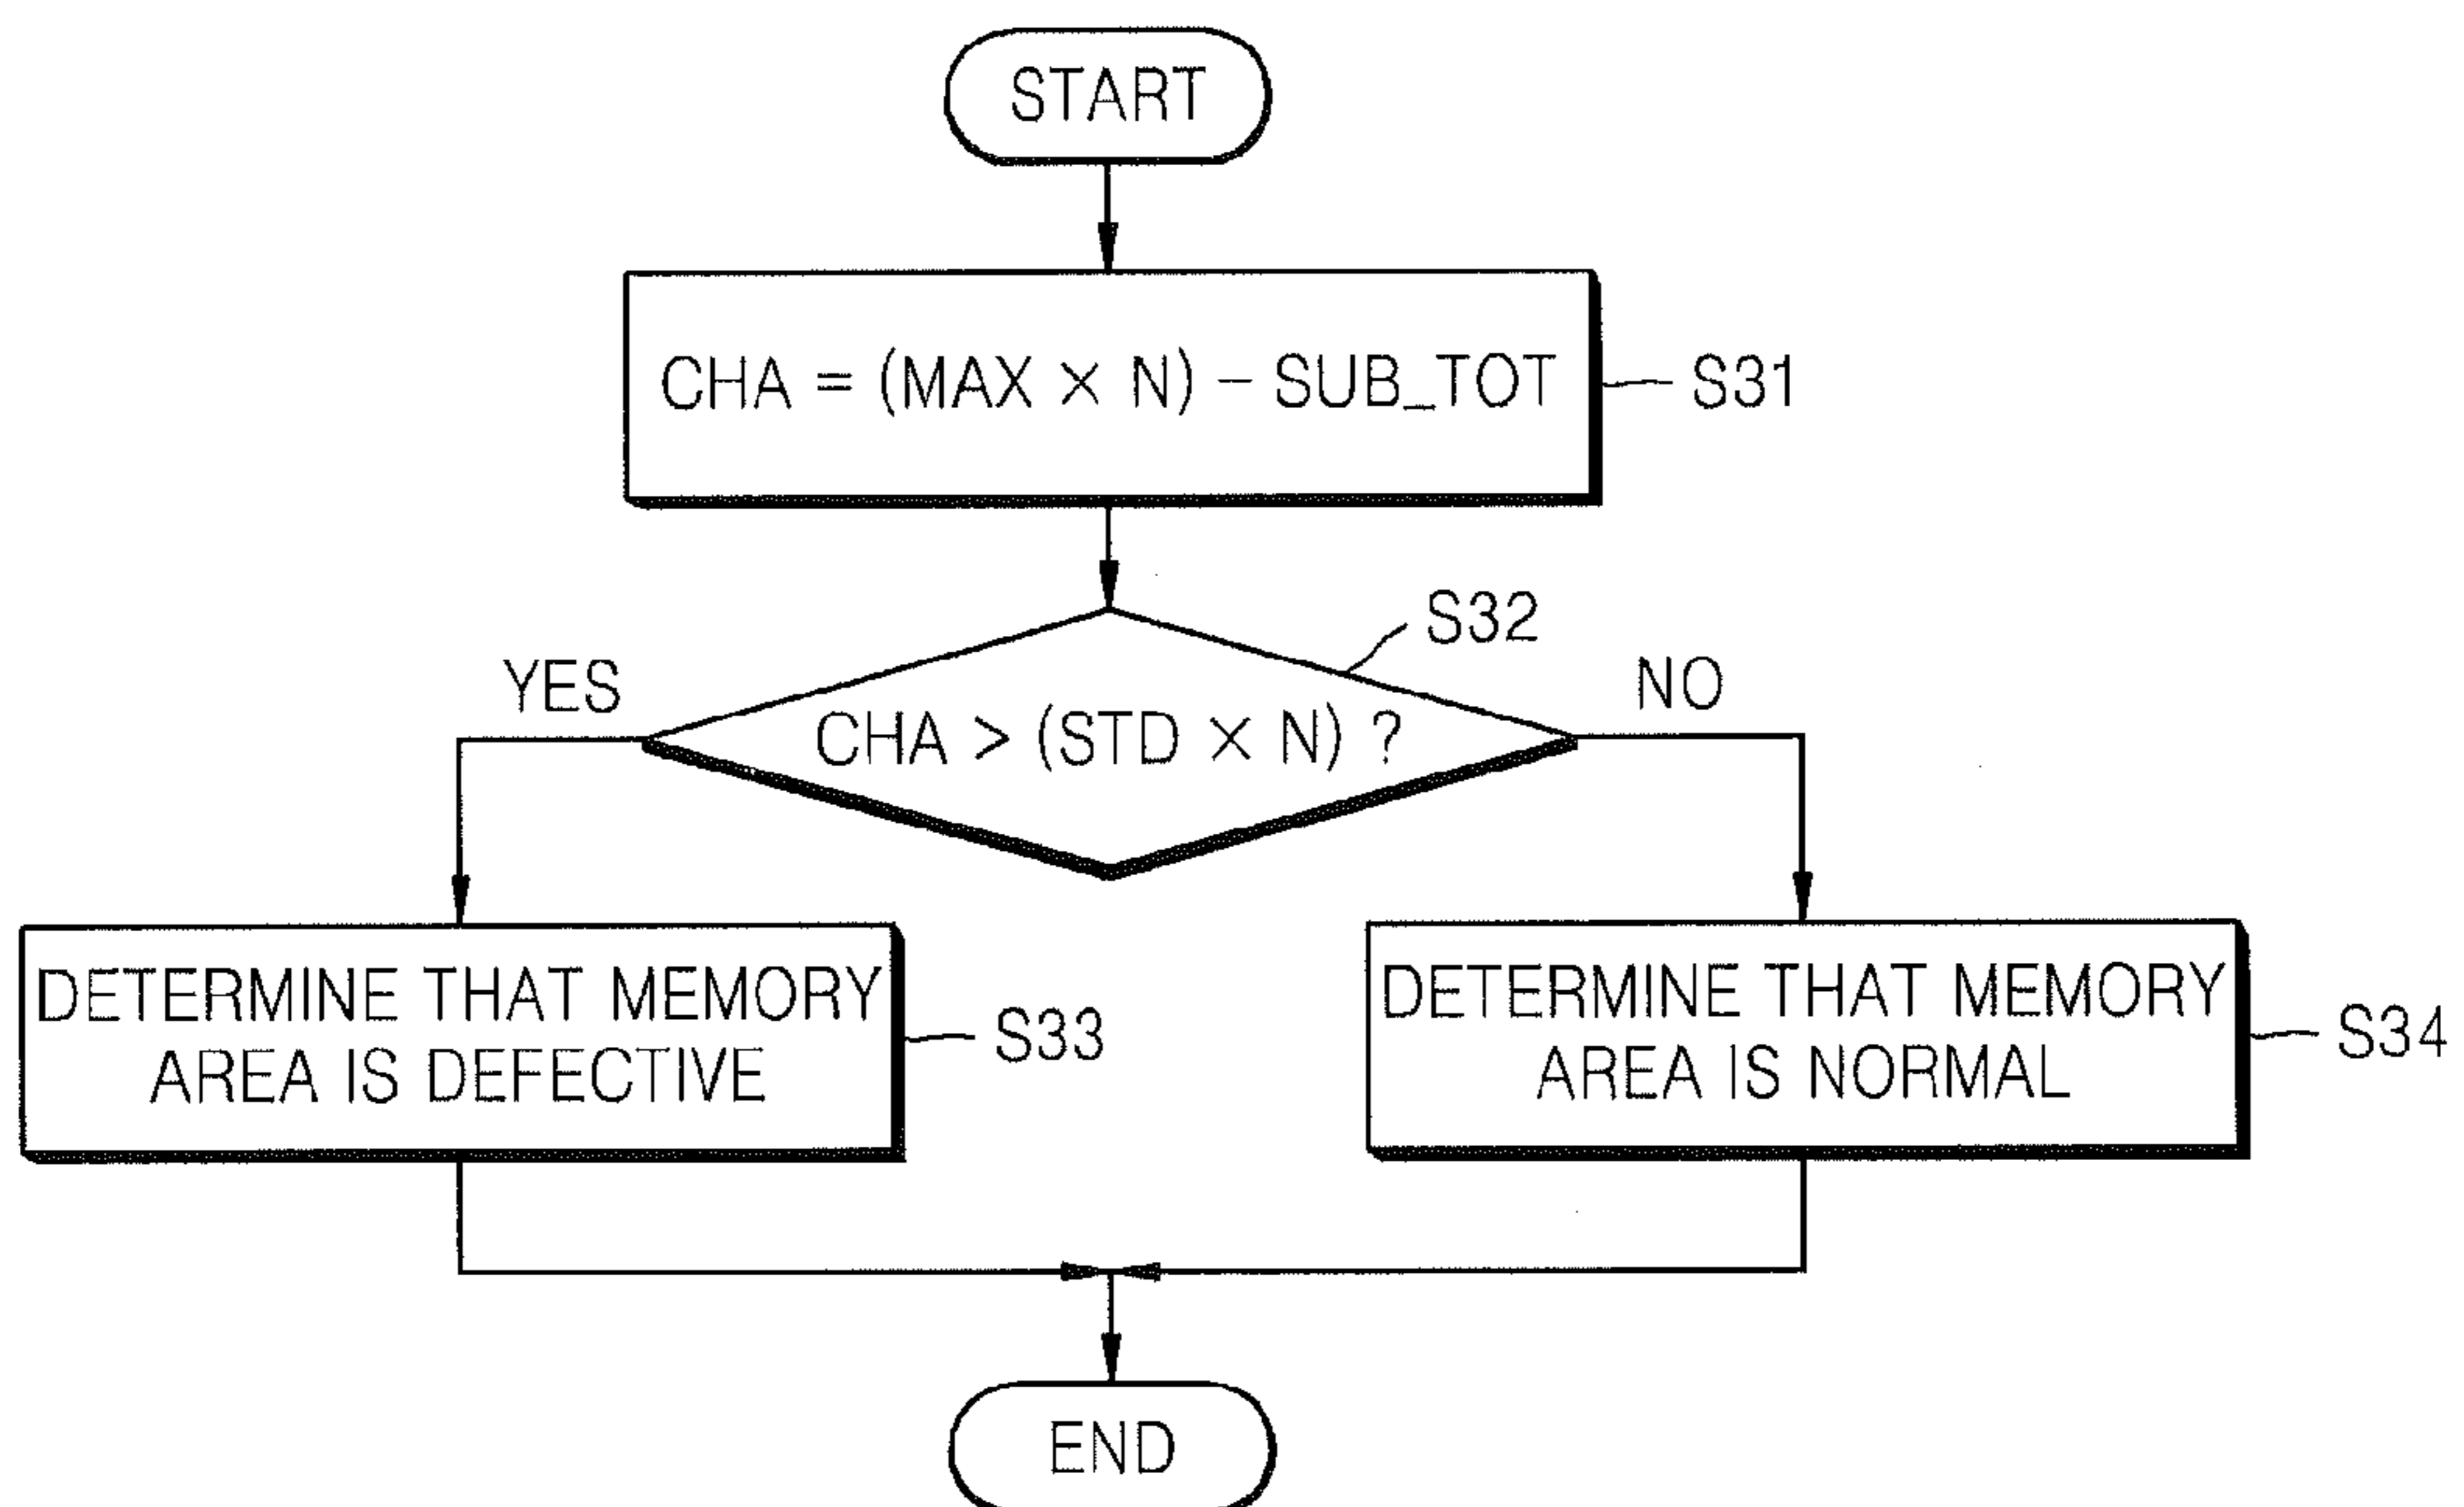 START
CHA = (MAX × N) – SUB_TOT
S31
S32
YES
NO
CHA > (STD × N) ?
DETERMINE THAT MEMORY
AREA IS DEFECTIVE
S33
DETERMINE THAT MEMORY
AREA IS NORMAL
S34
END